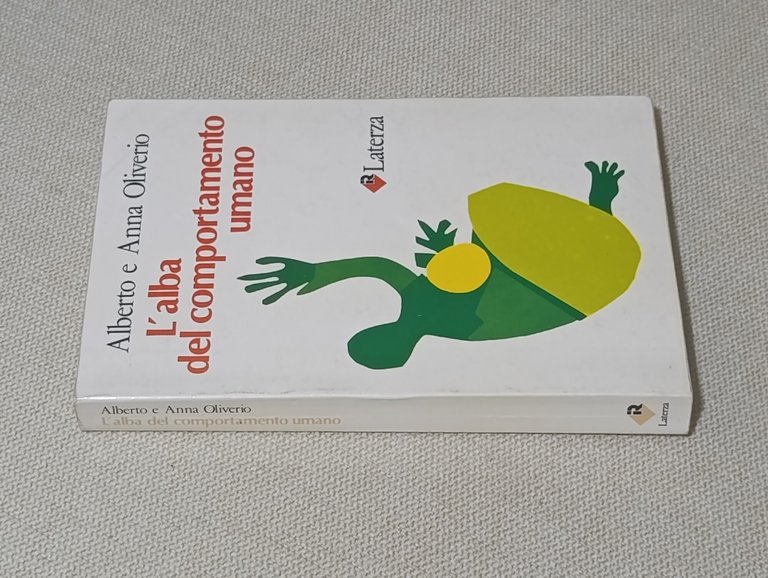 Alberto e Anna Oliverio
L'alba
del comportamento
umano
R Laterza
Alberto e Anna Oliverio
L'alba del comportamento umano
R
Laterza